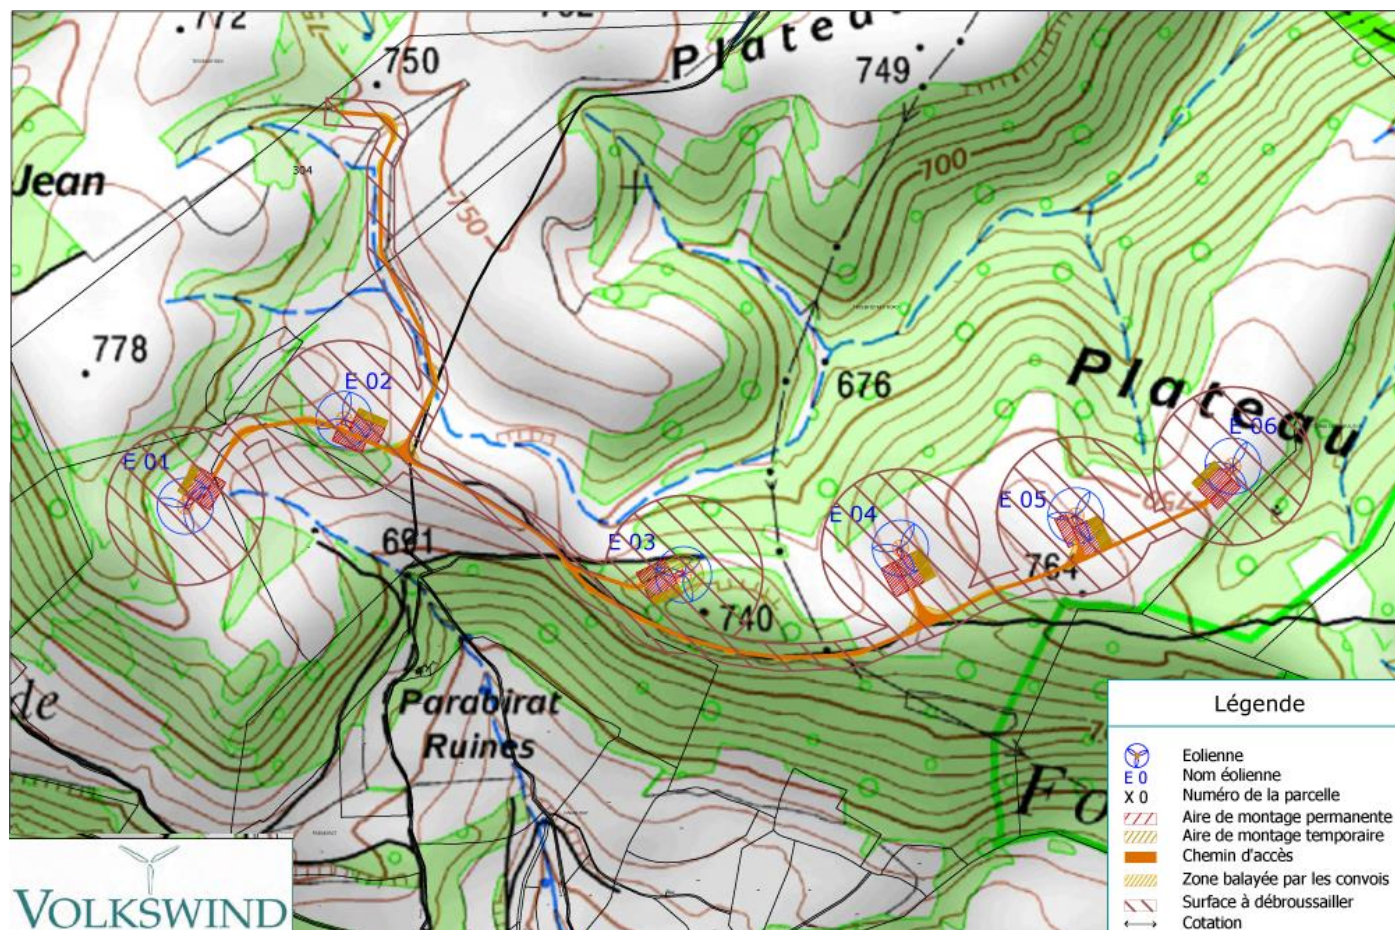 772
750
Plateau
749
700
Jean
304
750
778
E 02
676
Plateau
E 01
E 06
E 05
E 04
E 03
750
691
764
740
de
Parabirat
Ruines
Fo
VOLKSWIND
Légende
Eolienne
E 0 Nom éolienne
X 0 Numéro de la parcelle
Aire de montage permanente
Aire de montage temporaire
Chemin d'accès
Zone balayée par les convois
Surface à débroussailler
Cotation